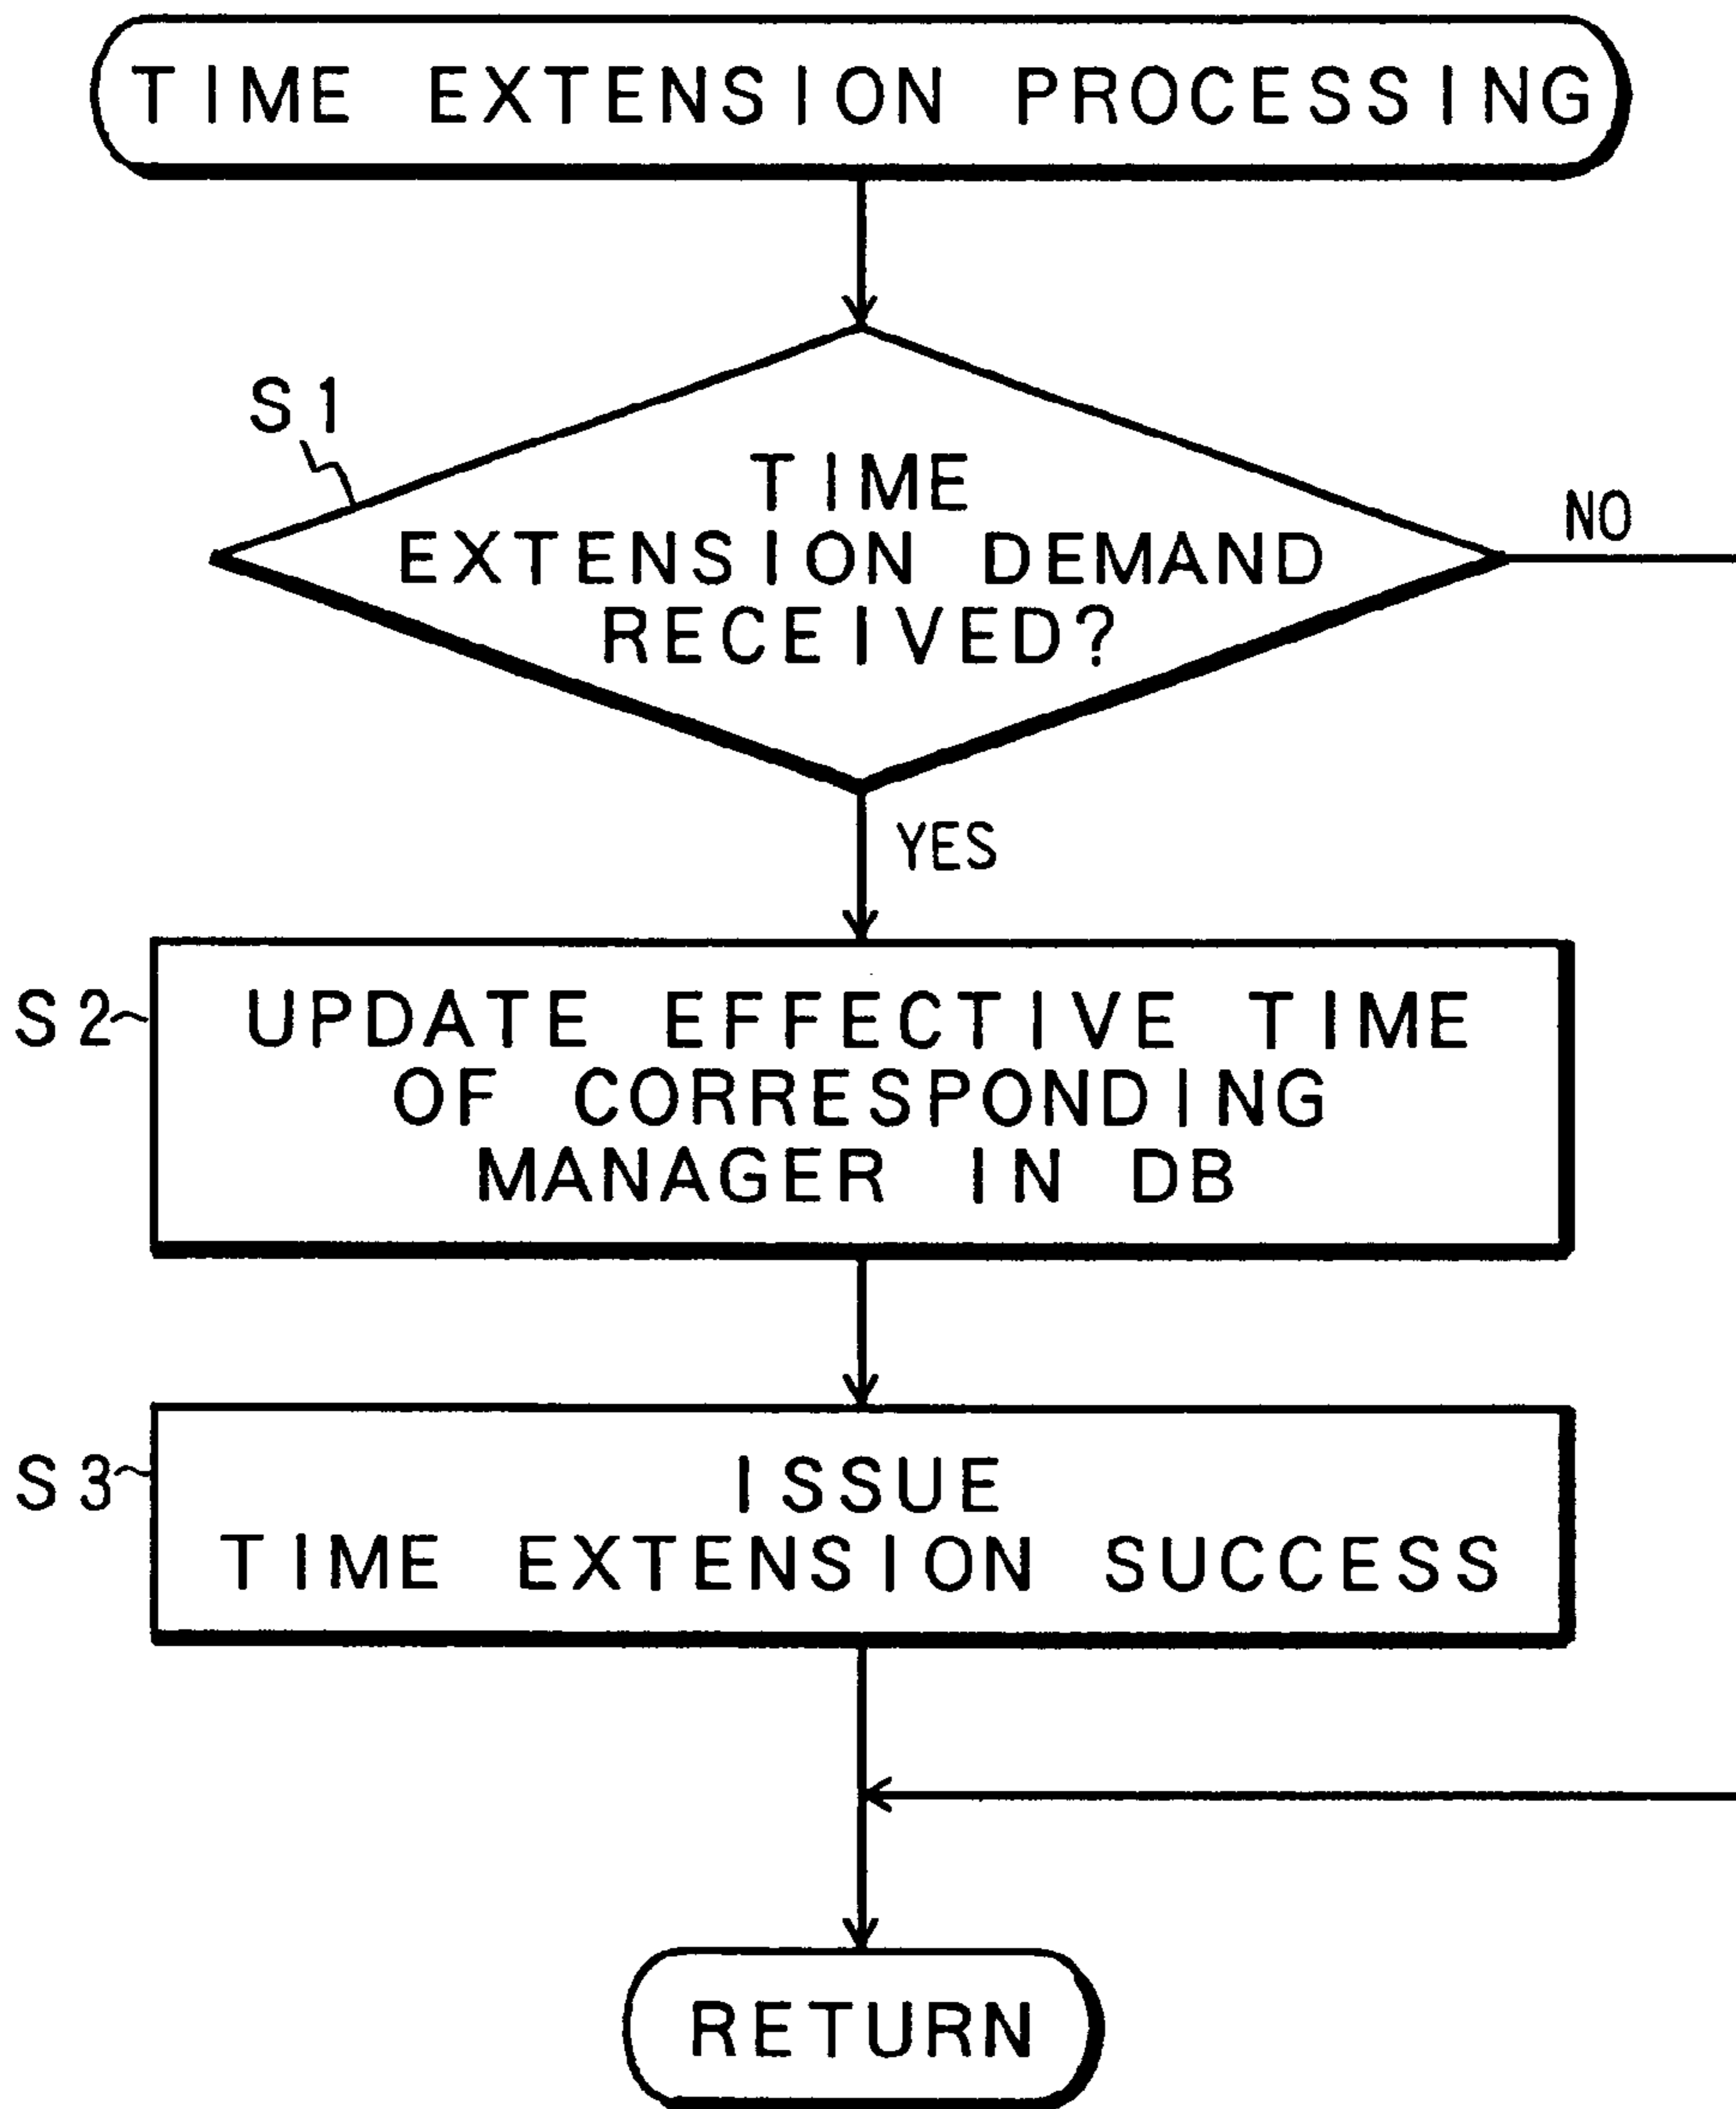 TIME EXTENSION PROCESSING
S1
TIME
EXTENSION DEMAND
RECEIVED?
NO
YES
S2
UPDATE EFFECTIVE TIME
OF CORRESPONDING
MANAGER IN DB
S3
ISSUE
TIME EXTENSION SUCCESS
RETURN